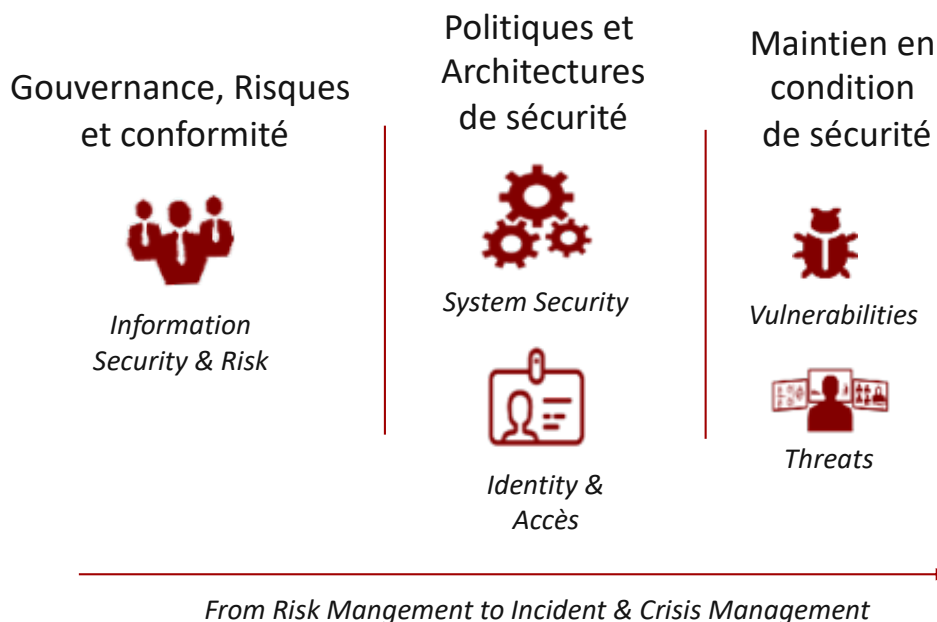 Gouvernance, Risques
et conformité
Information
Security & Risk
Politiques et
Architectures
de sécurité
System Security
Identity &
Accès
Maintien en
condition
de sécurité
Vulnerabilities
Threats
From Risk Mangement to Incident & Crisis Management